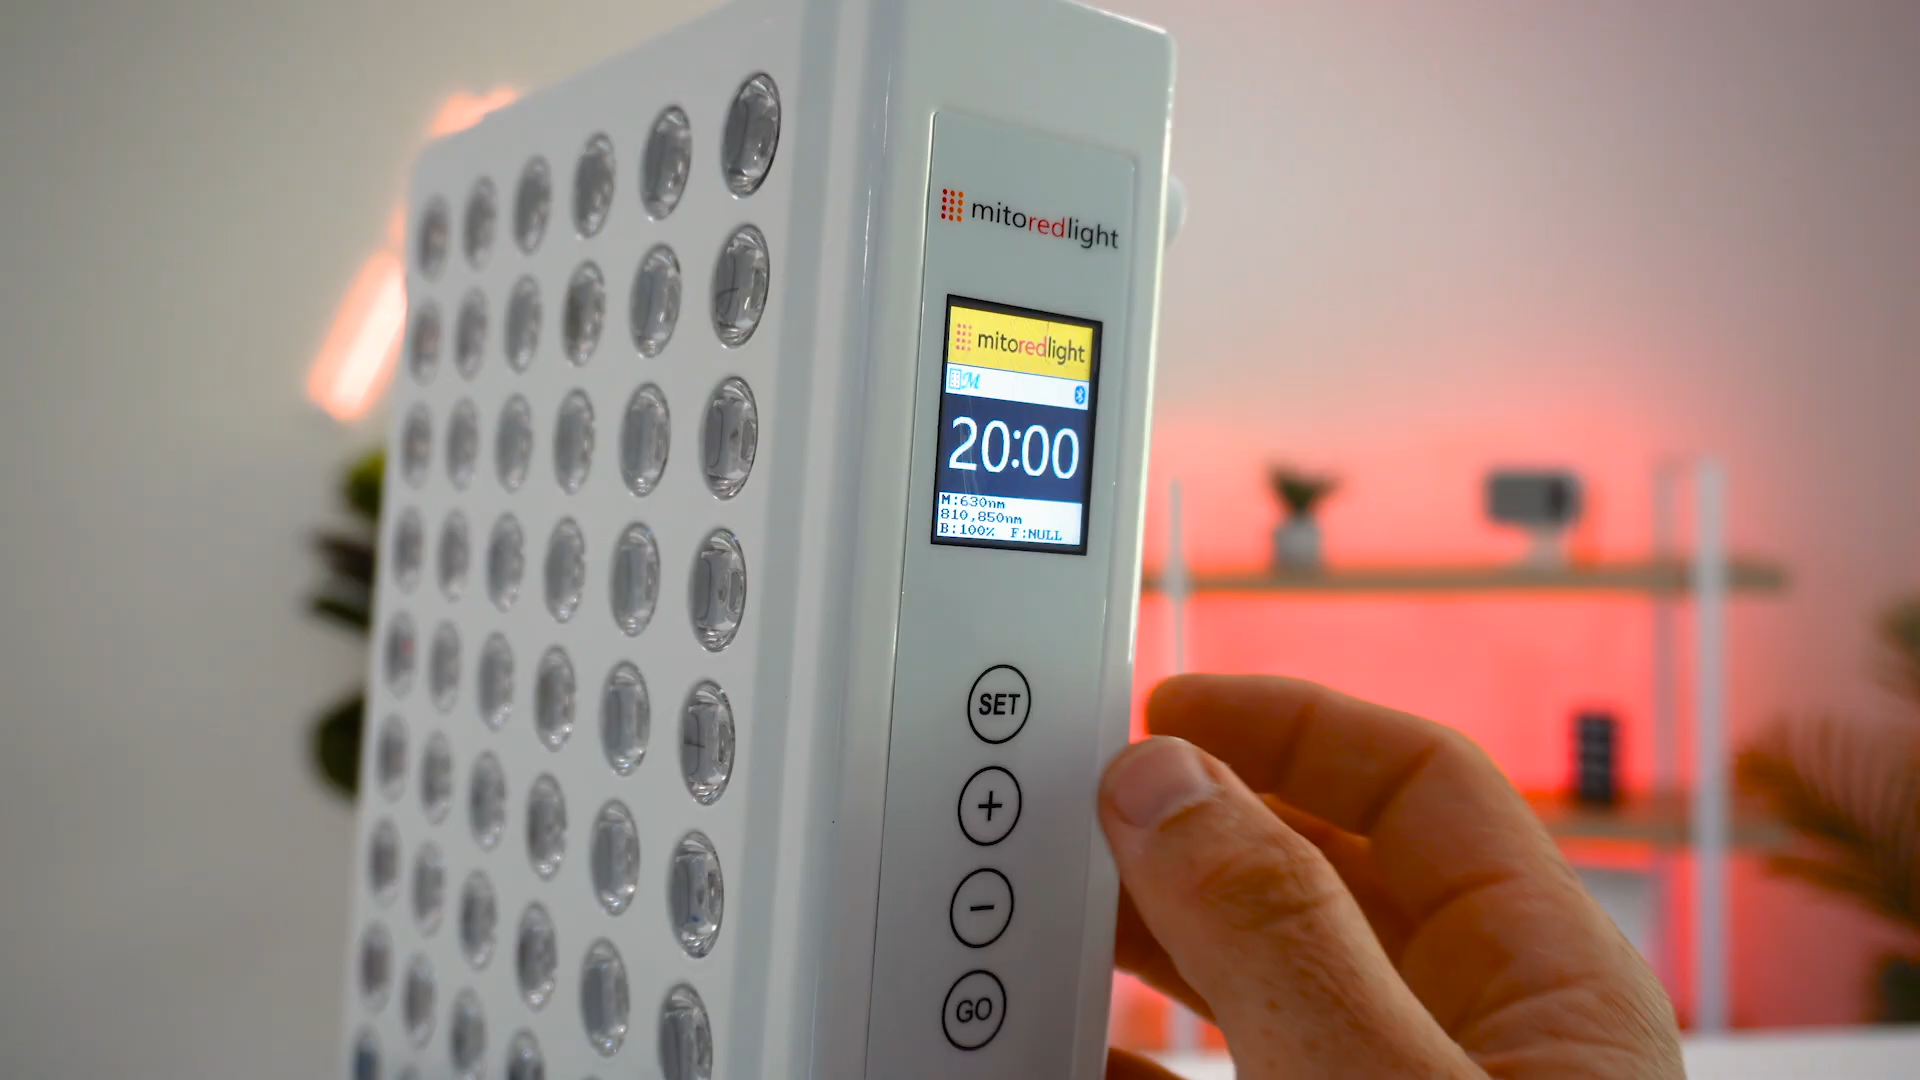 mitoredlight
mitoredlight
M
20:00
M:630nm
810,850nm
B:100% F:NULL
SET
+
−
GO